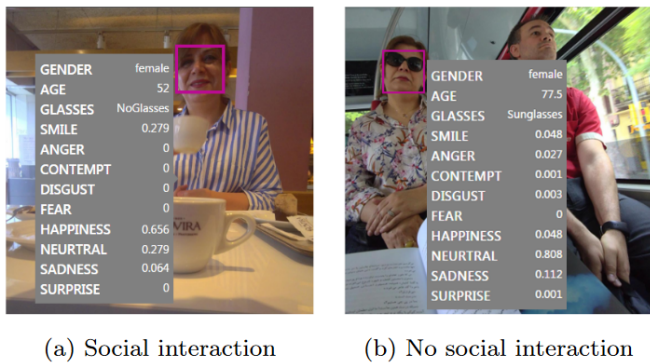 GENDER female
AGE 52
GLASSES NoGlasses
SMILE 0.279
ANGER 0
CONTEMPT 0
DISGUST 0
FEAR 0
HAPPINESS 0.656
NEURTRAL 0.279
SADNESS 0.064
SURPRISE 0
VIRA
(a) Social interaction
GENDER female
AGE 77.5
GLASSES Sunglasses
SMILE 0.048
ANGER 0.027
CONTEMPT 0.001
DISGUST 0.003
FEAR 0
HAPPINESS 0.048
NEURTRAL 0.808
SADNESS 0.112
SURPRISE 0.001
(b) No social interaction